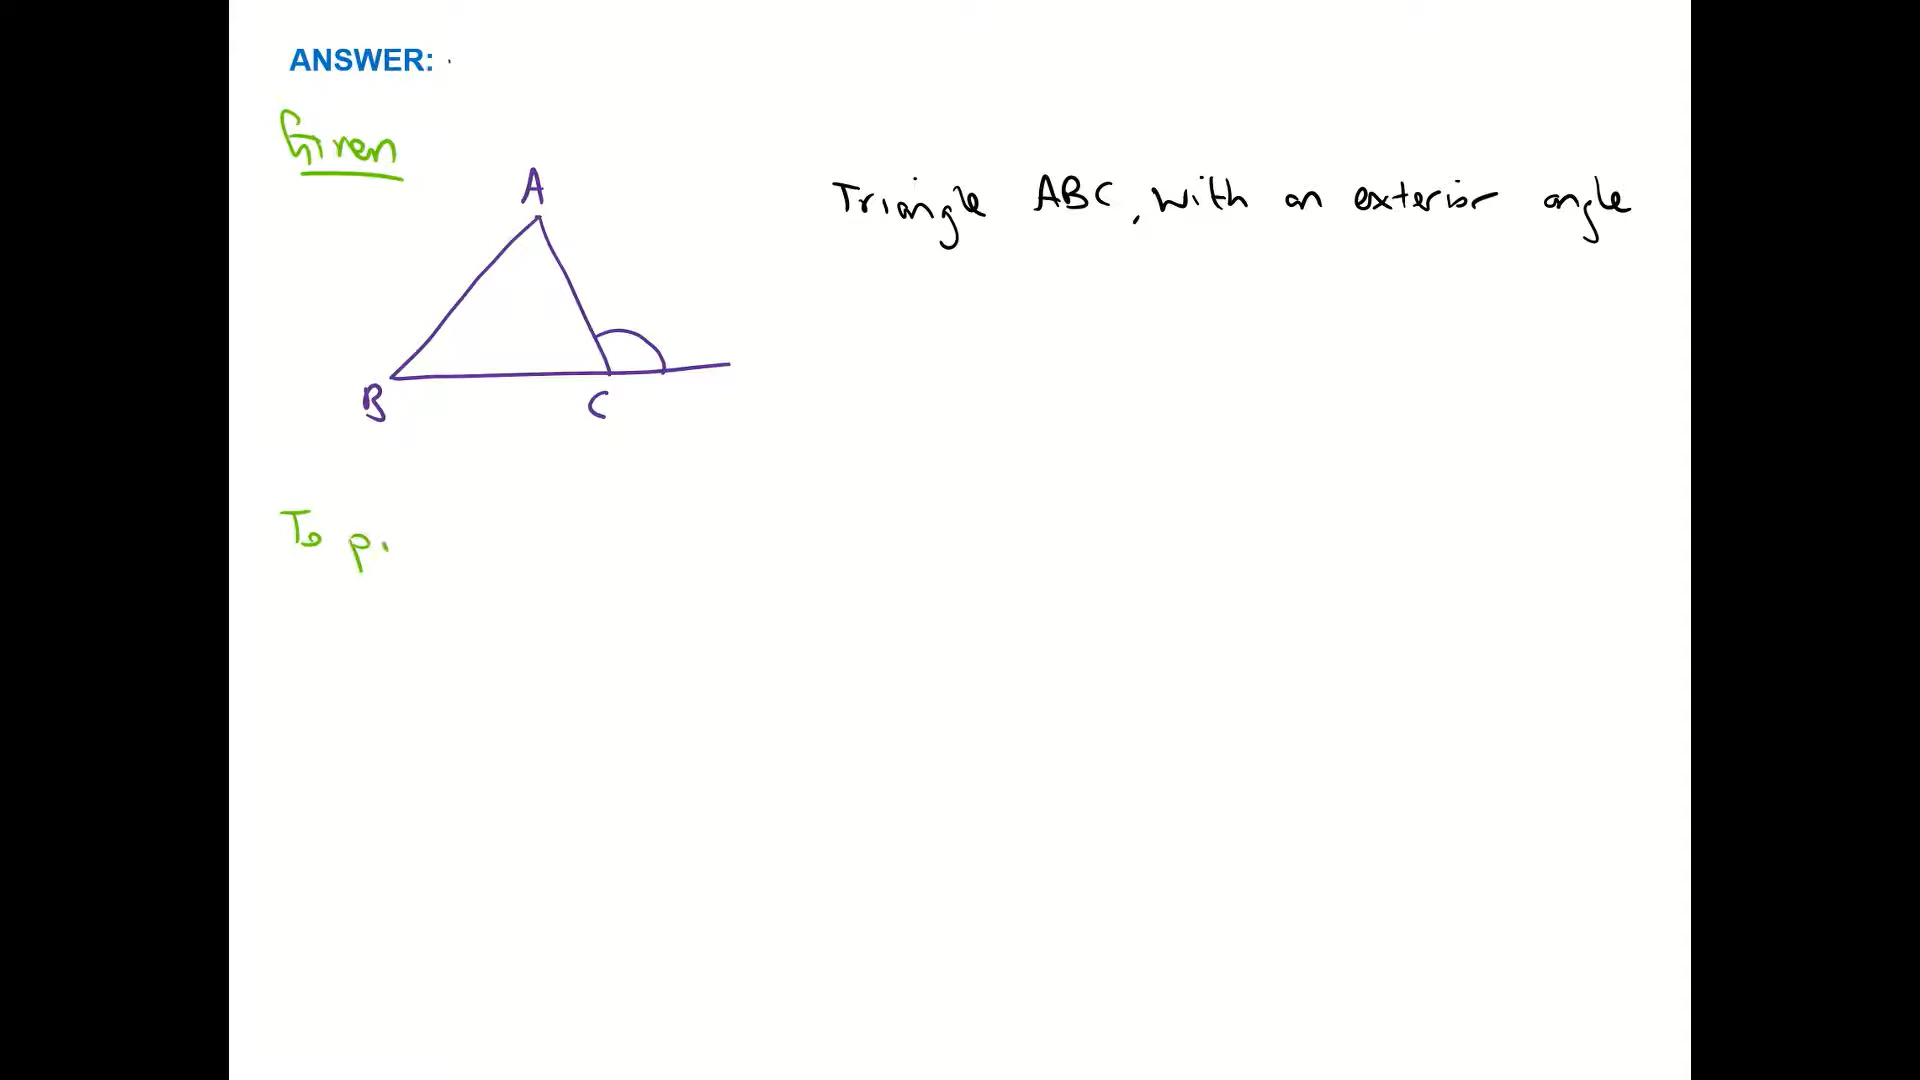 ANSWER:
Given
A
Triangle ABC, with an exterior angle
B
C
To p